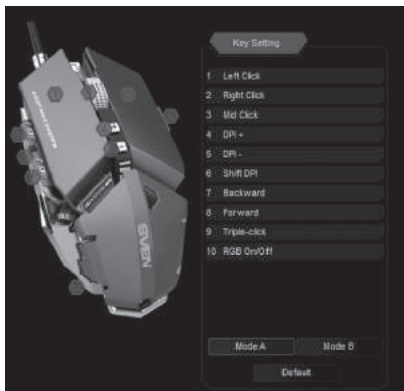 Key Setting
1 Left Click
2 Right Click
3 Mid Click
4 DPI +
5 DPI -
6 Shift DPI
7 Backward
8 Forward
9 Triple-click
10 RGB On/Off
SVEN
Mode A Mode B
Default